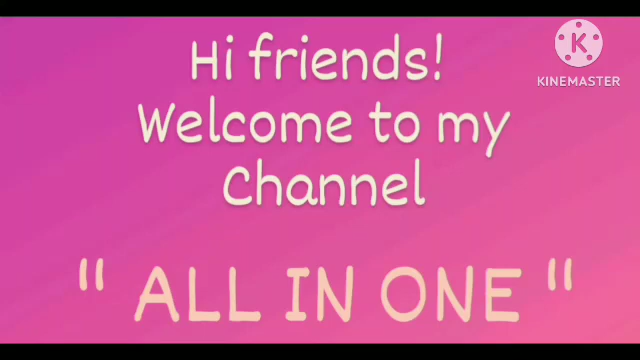 Hi friends!
Welcome to my
Channel
" ALL IN ONE "
K
KINEMASTER